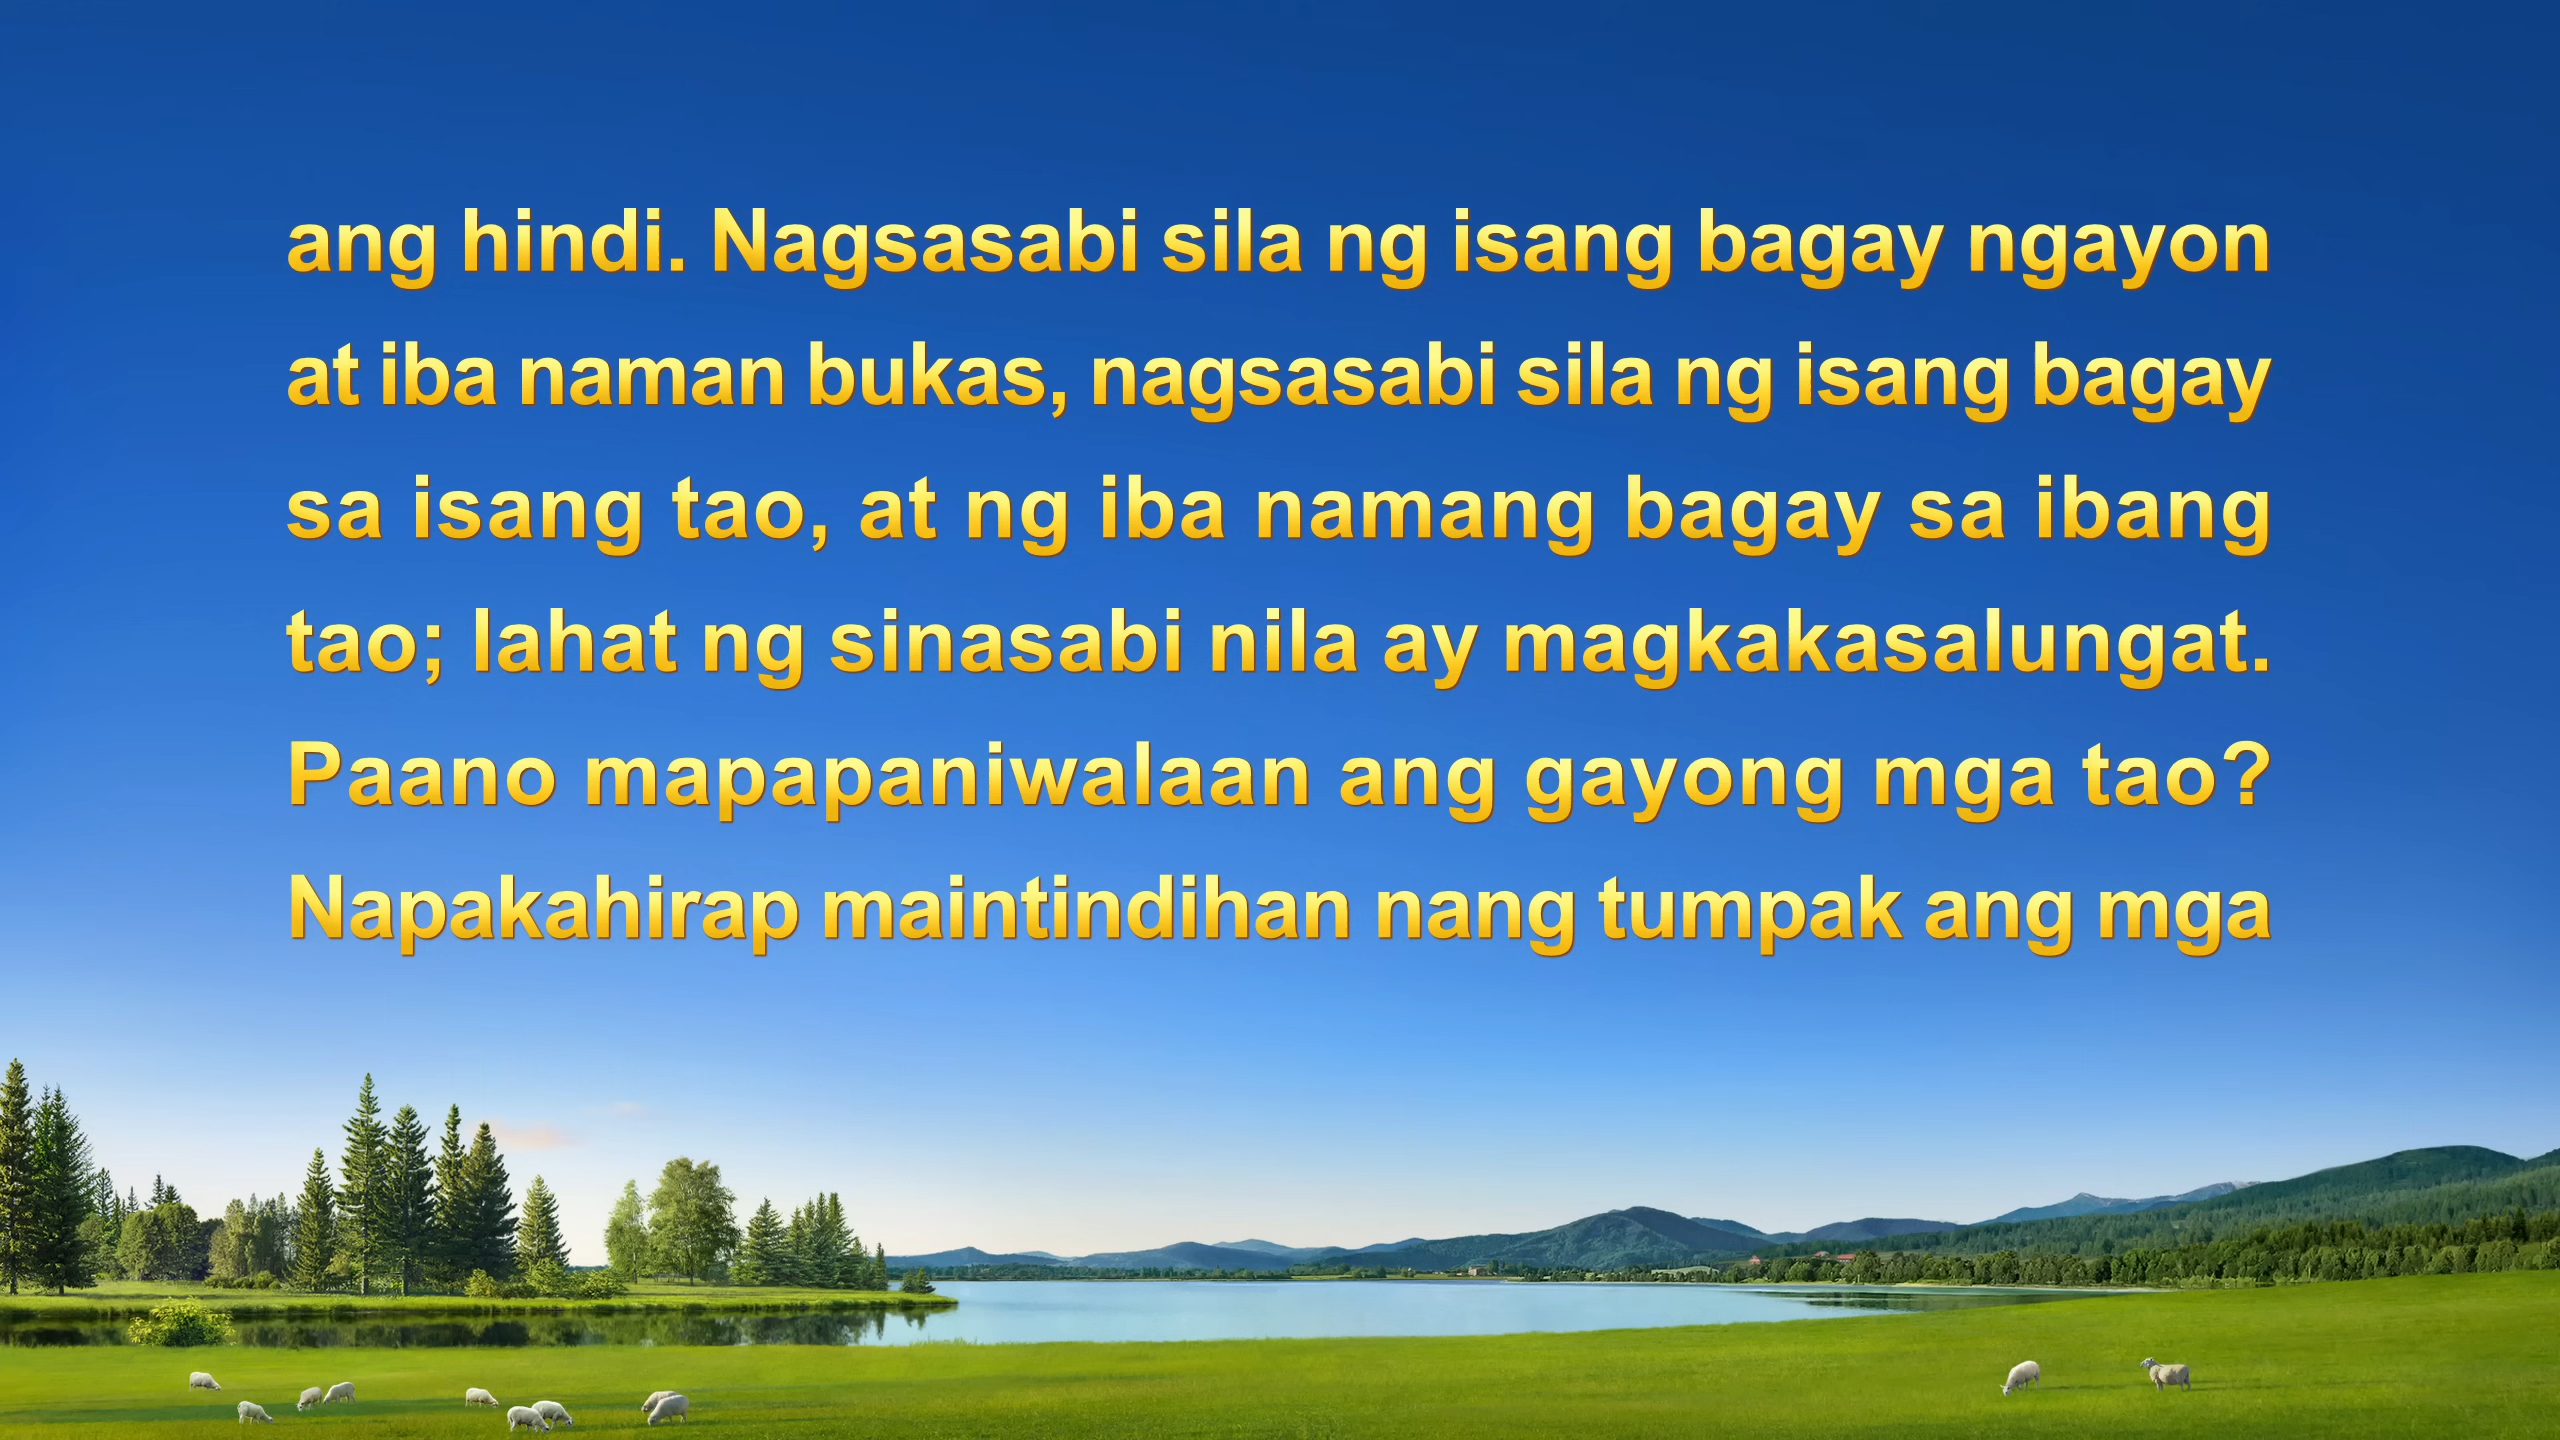 ang hindi. Nagsasabi sila ng isang bagay ngayon
at iba naman bukas, nagsasabi sila ng isang bagay
sa isang tao, at ng iba namang bagay sa ibang
tao; lahat ng sinasabi nila ay magkakasalungat.
Paano mapapaniwalaan ang gayong mga tao?
Napakahirap maintindihan nang tumpak ang mga